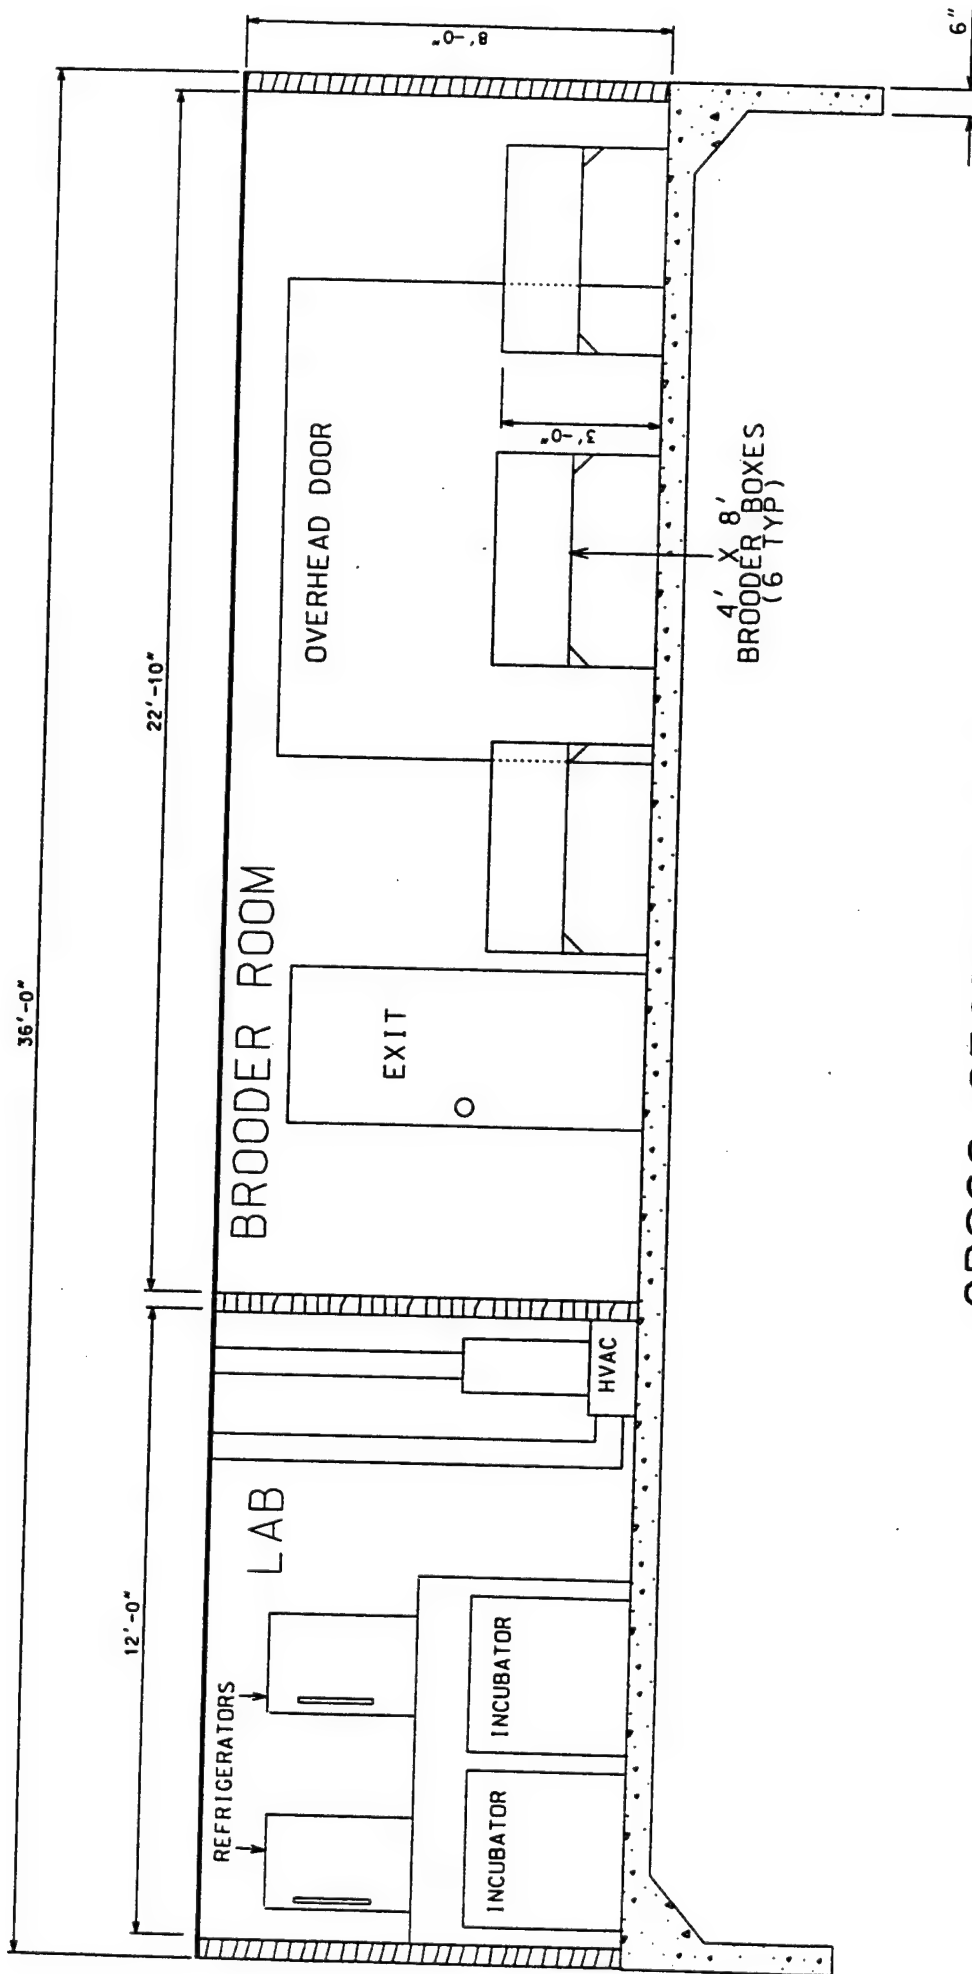 36'-0"
12'-0"
22'-10"
8'-0"
REFRIGERATORS
LAB
BROODER ROOM
OVERHEAD DOOR
EXIT
3'-0"
INCUBATOR
INCUBATOR
HVAC
4' X 8'
BROODER BOXES
(6 TYP)
6"